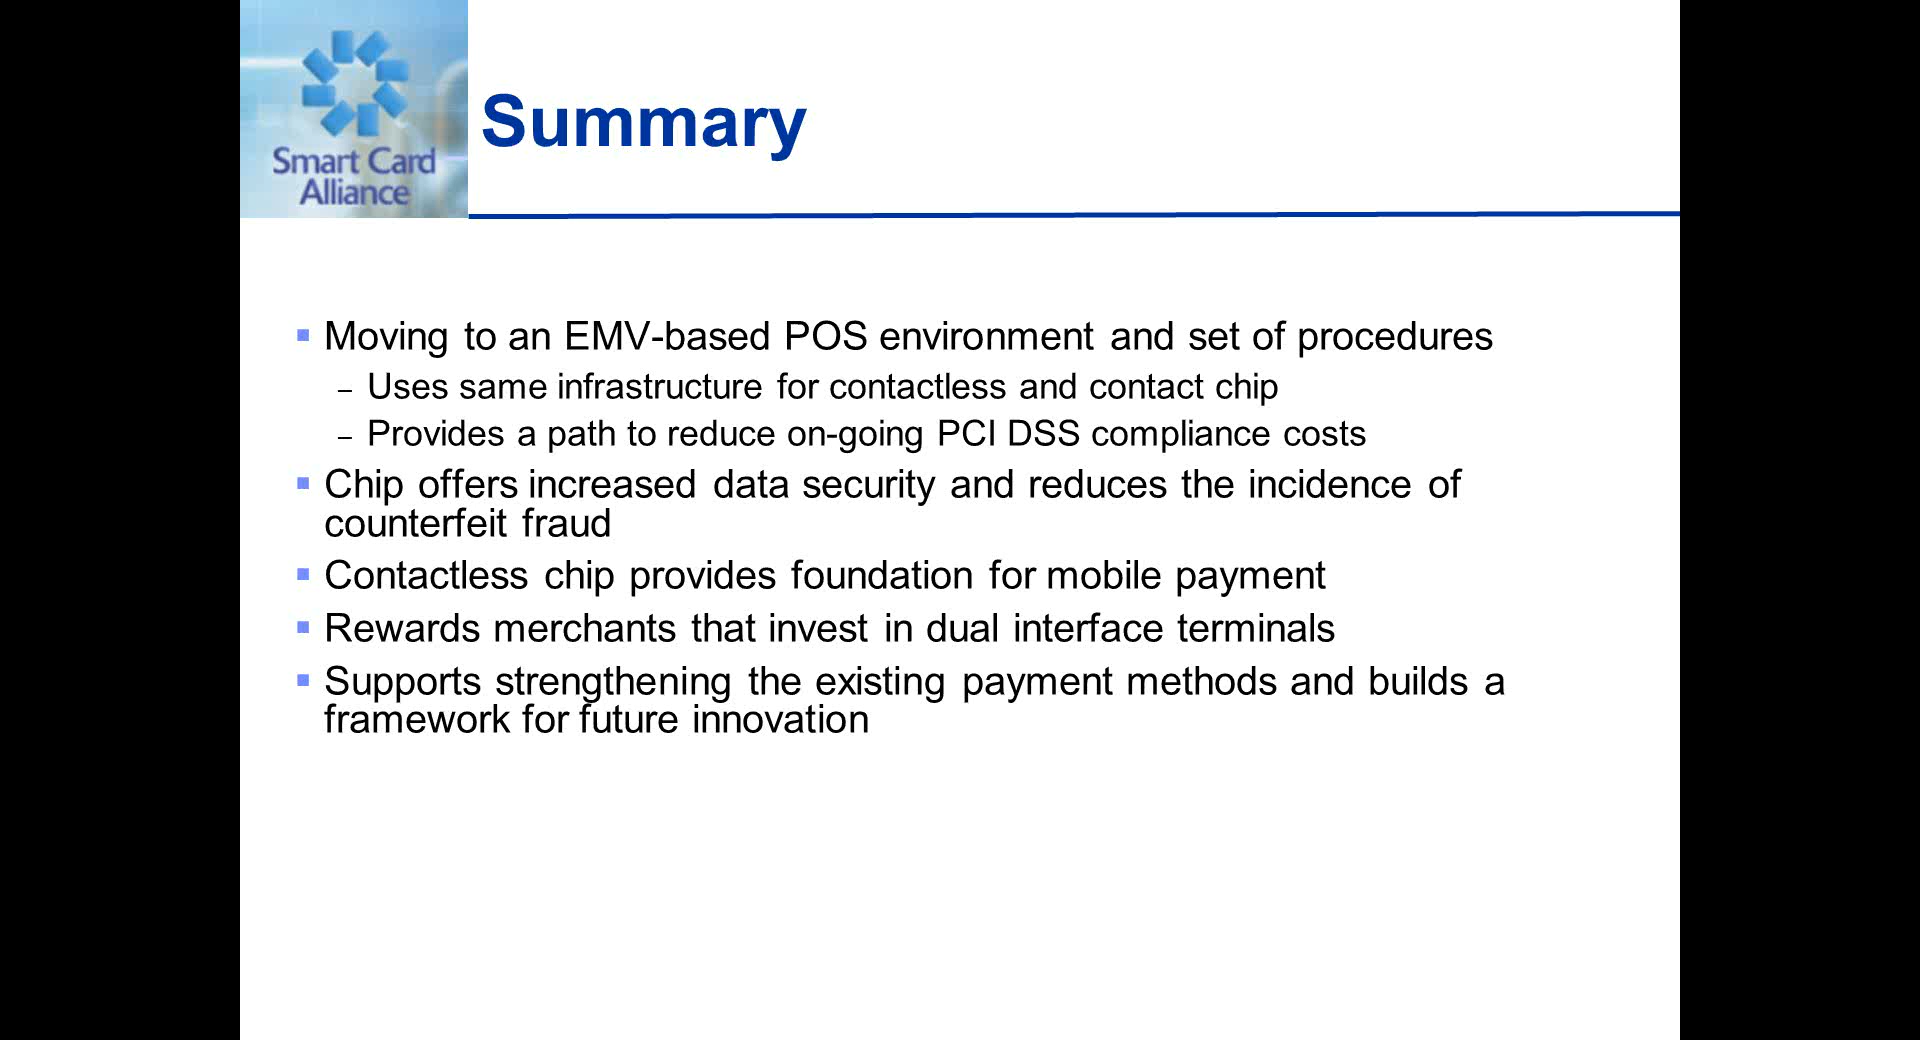 Smart Card
Alliance
Summary
▪ Moving to an EMV-based POS environment and set of procedures
– Uses same infrastructure for contactless and contact chip
– Provides a path to reduce on-going PCI DSS compliance costs
▪ Chip offers increased data security and reduces the incidence of
counterfeit fraud
▪ Contactless chip provides foundation for mobile payment
▪ Rewards merchants that invest in dual interface terminals
▪ Supports strengthening the existing payment methods and builds a
framework for future innovation